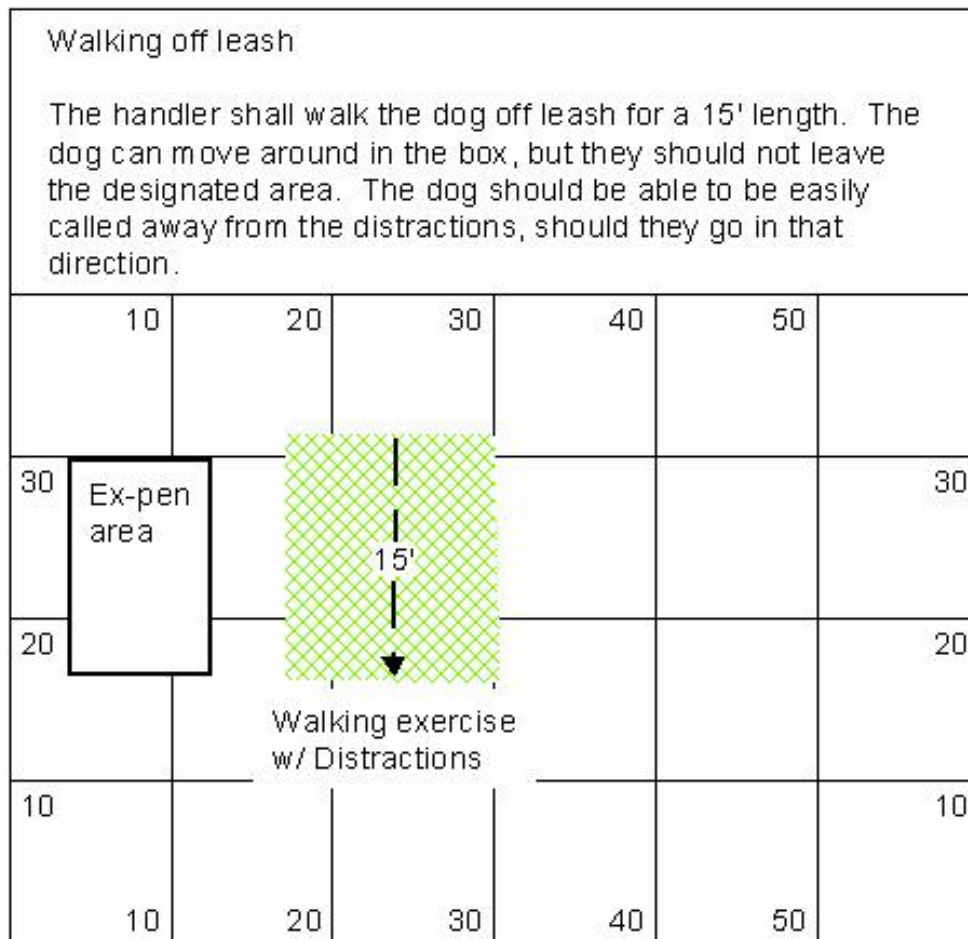 Walking off leash
The handler shall walk the dog off leash for a 15' length. The
dog can move around in the box, but they should not leave
the designated area. The dog should be able to be easily
called away from the distractions, should they go in that
direction.
10 20 30 40 50
30 30
Ex-pen
area
15'
20 20
Walking exercise
w/ Distractions
10 10
10 20 30 40 50